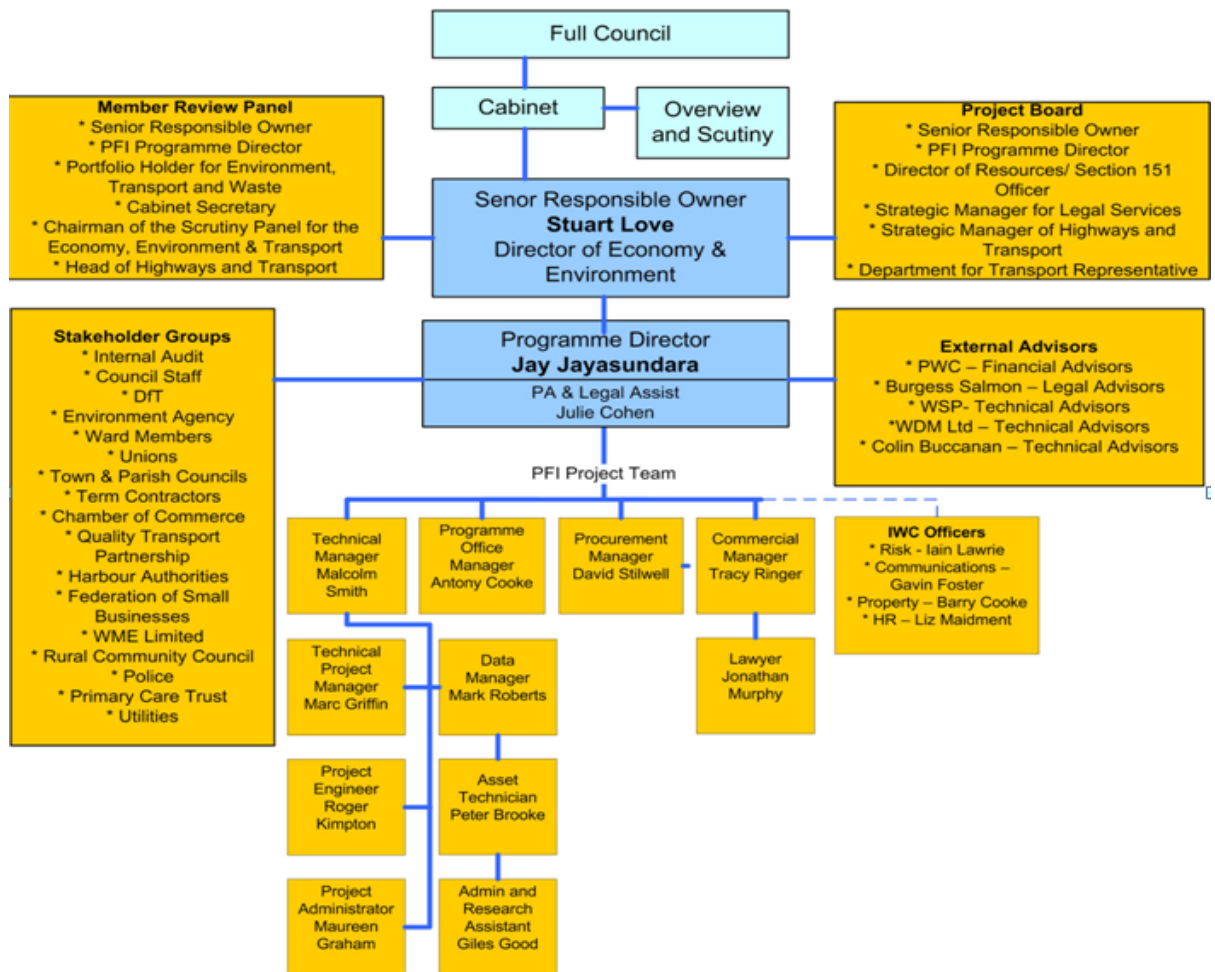 Full Council
Cabinet
Overview
and Scutiny
Member Review Panel
* Senior Responsible Owner
* PFI Programme Director
* Portfolio Holder for Environment,
Transport and Waste
* Cabinet Secretary
* Chairman of the Scrutiny Panel for the
Economy, Environment & Transport
* Head of Highways and Transport
Senor Responsible Owner
Stuart Love
Director of Economy &
Environment
Project Board
* Senior Responsible Owner
* PFI Programme Director
* Director of Resources/ Section 151
Officer
* Strategic Manager for Legal Services
* Strategic Manager of Highways and
Transport
* Department for Transport Representative
Stakeholder Groups
* Internal Audit
* Council Staff
* DfT
* Environment Agency
* Ward Members
* Unions
* Town & Parish Councils
* Term Contractors
* Chamber of Commerce
* Quality Transport
Partnership
* Harbour Authorities
* Federation of Small
Businesses
* WME Limited
* Rural Community Council
* Police
* Primary Care Trust
* Utilities
Programme Director
Jay Jayasundara
PA & Legal Assist
Julie Cohen
External Advisors
* PWC – Financial Advisors
* Burgess Salmon – Legal Advisors
* WSP- Technical Advisors
*WDM Ltd – Technical Advisors
* Colin Buccanan – Technical Advisors
PFI Project Team
Technical
Manager
Malcolm
Smith
Programme
Office
Manager
Antony Cooke
Procurement
Manager
David Stilwell
Commercial
Manager
Tracy Ringer
IWC Officers
* Risk - Iain Lawrie
* Communications –
Gavin Foster
* Property – Barry Cooke
* HR – Liz Maidment
Technical
Project
Manager
Marc Griffin
Data
Manager
Mark Roberts
Lawyer
Jonathan
Murphy
Project
Engineer
Roger
Kimpton
Asset
Technician
Peter Brooke
Project
Administrator
Maureen
Graham
Admin and
Research
Assistant
Giles Good